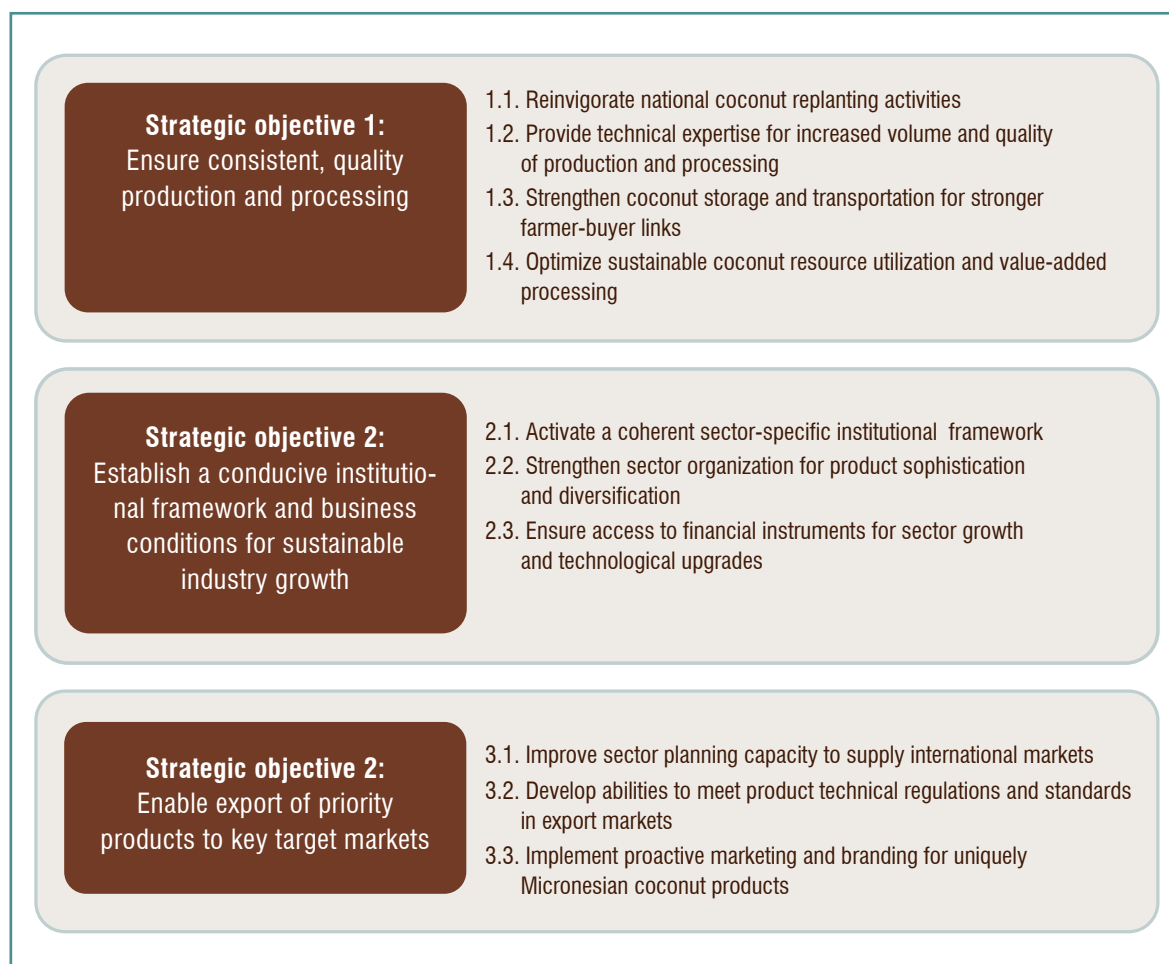 Strategic objective 1:
Ensure consistent, quality
production and processing
1.1. Reinvigorate national coconut replanting activities
1.2. Provide technical expertise for increased volume and quality
of production and processing
1.3. Strengthen coconut storage and transportation for stronger
farmer-buyer links
1.4. Optimize sustainable coconut resource utilization and value-added
processing
Strategic objective 2:
Establish a conducive institutio-
nal framework and business
conditions for sustainable
industry growth
2.1. Activate a coherent sector-specific institutional framework
2.2. Strengthen sector organization for product sophistication
and diversification
2.3. Ensure access to financial instruments for sector growth
and technological upgrades
Strategic objective 2:
Enable export of priority
products to key target markets
3.1. Improve sector planning capacity to supply international markets
3.2. Develop abilities to meet product technical regulations and standards
in export markets
3.3. Implement proactive marketing and branding for uniquely
Micronesian coconut products